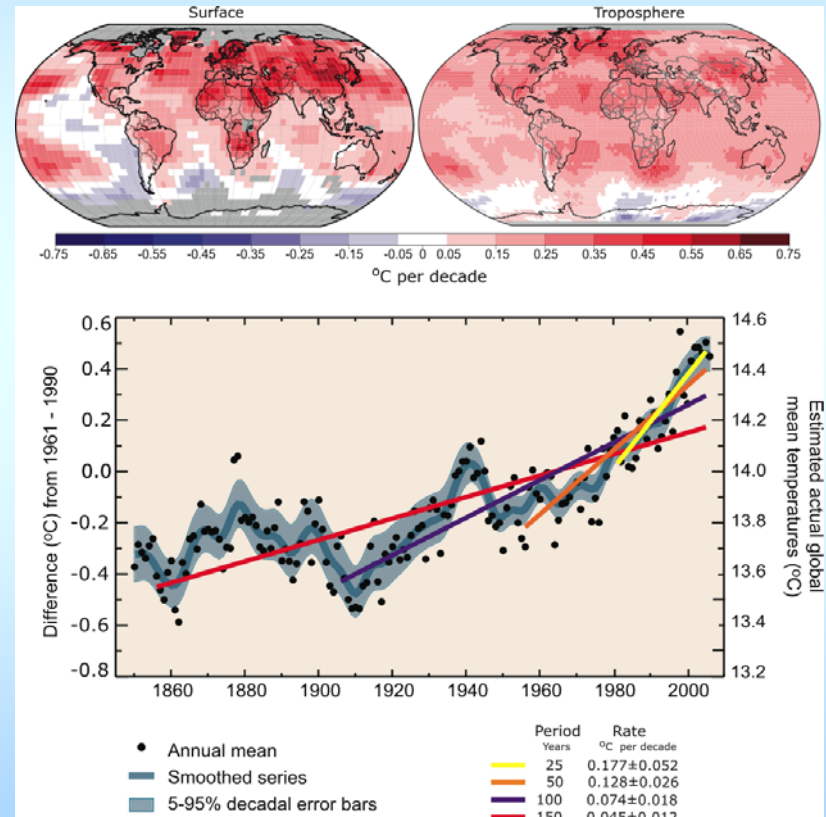 Surface Troposphere
-0.75 -0.65 -0.55 -0.45 -0.35 -0.25 -0.15 -0.05 0 0.05 0.15 0.25 0.35 0.45 0.55 0.65 0.75
°C per decade
Difference (°C) from 1961 - 1990
0.6
0.4
0.2
0.0
-0.2
-0.4
-0.6
-0.8
14.6
14.4
14.2
14.0
13.8
13.6
13.4
13.2
Estimated actual global
mean temperatures (°C)
1860 1880 1900 1920 1940 1960 1980 2000
Annual mean
Smoothed series
5-95% decadal error bars
Period Rate
Years °C per decade
25 0.177±0.052
50 0.128±0.026
100 0.074±0.018
150 0.045±0.012